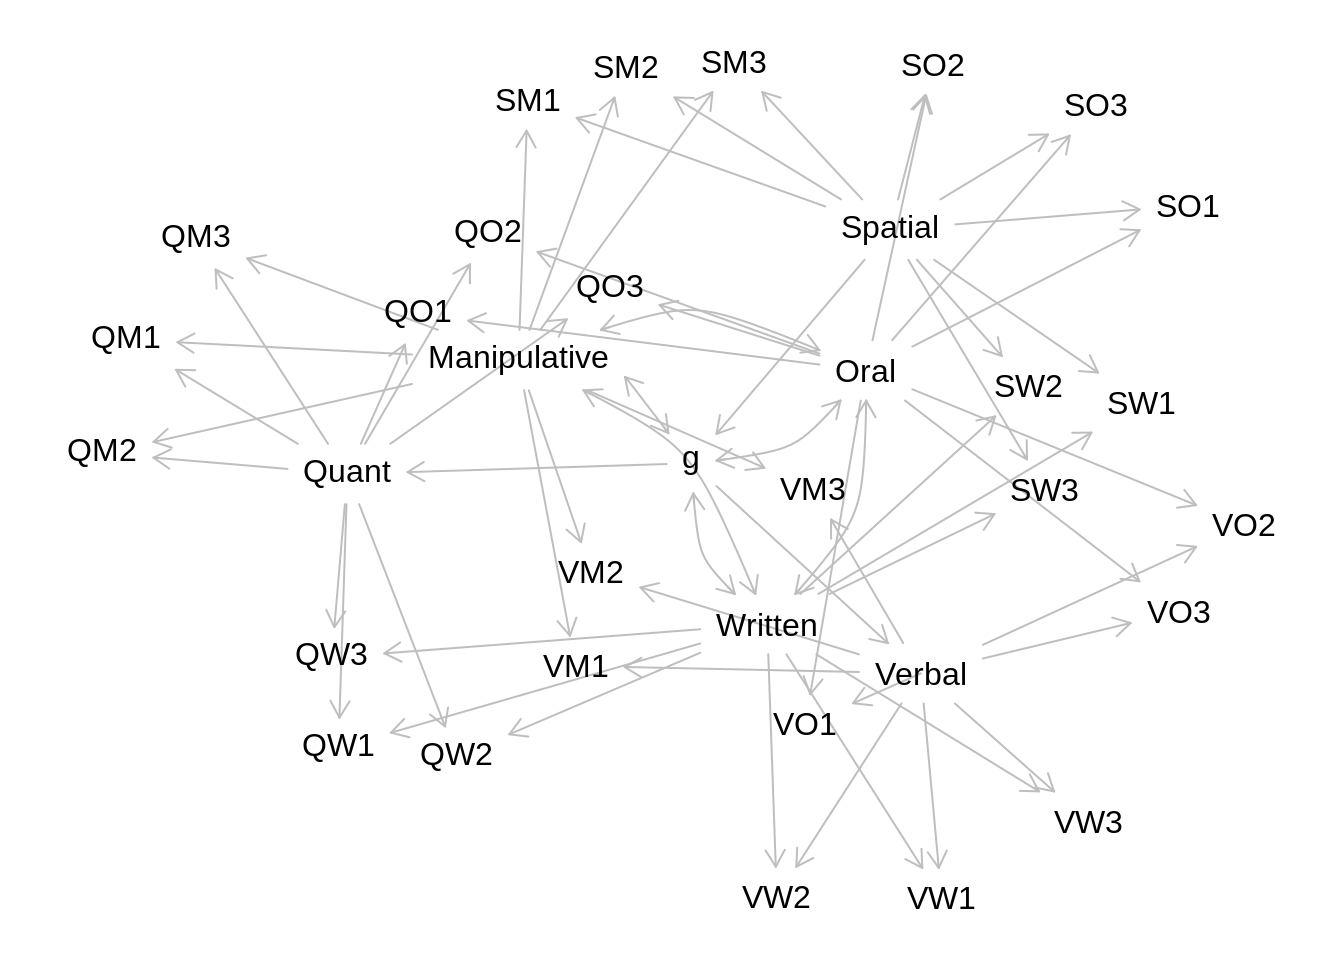 SM2
SM3
SO2
SM1
SO3
SO1
Spatial
QO2
QM3
QO3
QO1
QM1
Manipulative
Oral
SW2
SW1
QM2
g
Quant
VM3
SW3
VO2
VM2
VO3
Written
QW3
VM1
Verbal
VO1
QW1
QW2
VW3
VW2
VW1